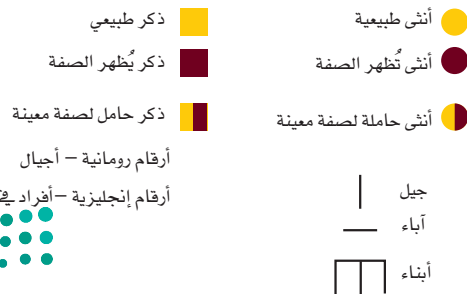 أنثى طبيعية
ذكر طبيعي
أنثى تُظهر الصفة
ذكر يُظهر الصفة
أنثى حاملة لصفة معينة
ذكر حامل لصفة معينة
أرقام رومانية – أجيال
أرقام إنجليزية – أفراد في
جيل
آباء
أبناء